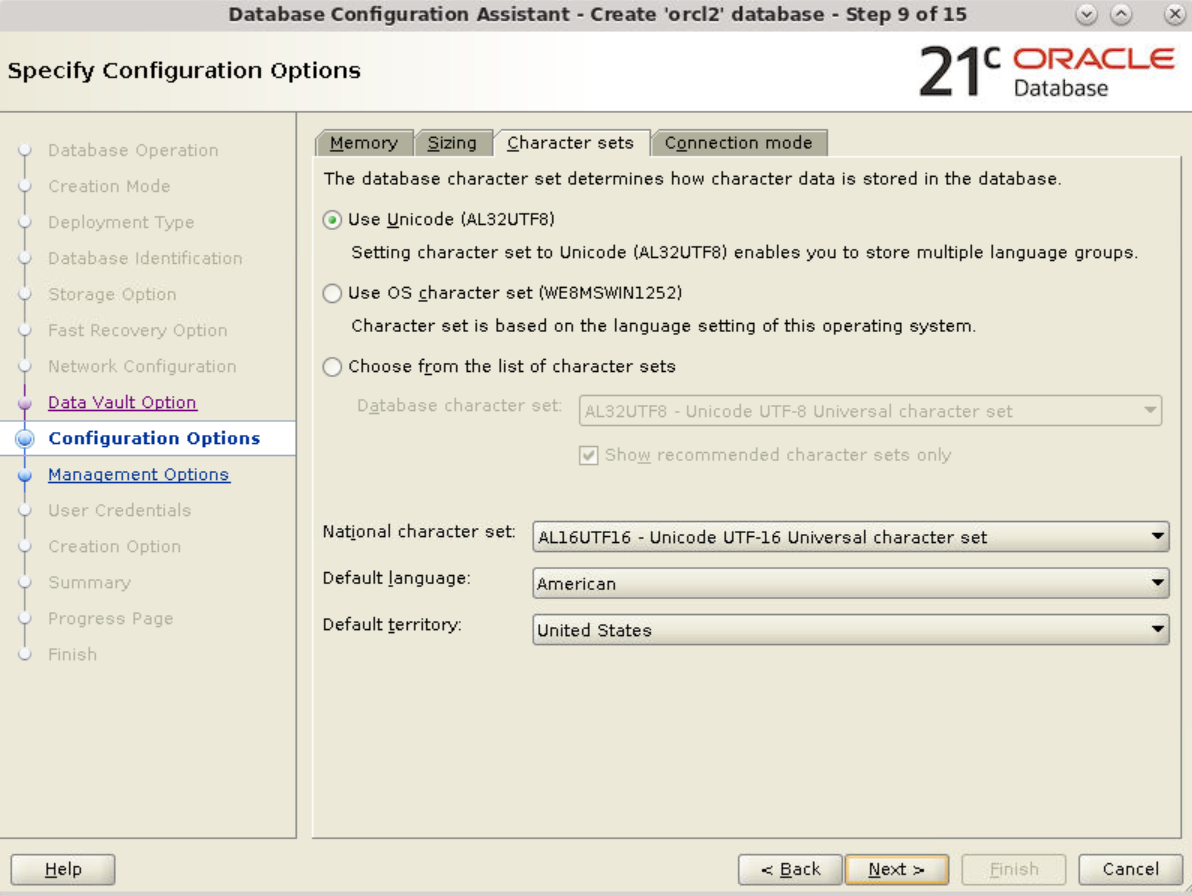 Database Configuration Assistant - Create 'orcl2' database - Step 9 of 15
Specify Configuration Options
21c ORACLE
Database
Database Operation
Creation Mode
Deployment Type
Database Identification
Storage Option
Fast Recovery Option
Network Configuration
Data Vault Option
Configuration Options
Management Options
User Credentials
Creation Option
Summary
Progress Page
Finish
Memory Sizing Character sets Connection mode
The database character set determines how character data is stored in the database.
Use Unicode (AL32UTF8)
Setting character set to Unicode (AL32UTF8) enables you to store multiple language groups.
Use OS character set (WE8MSWIN1252)
Character set is based on the language setting of this operating system.
Choose from the list of character sets
Database character set: AL32UTF8 - Unicode UTF-8 Universal character set
Show recommended character sets only
National character set: AL16UTF16 - Unicode UTF-16 Universal character set
Default language: American
Default territory: United States
Help < Back Next > Finish Cancel